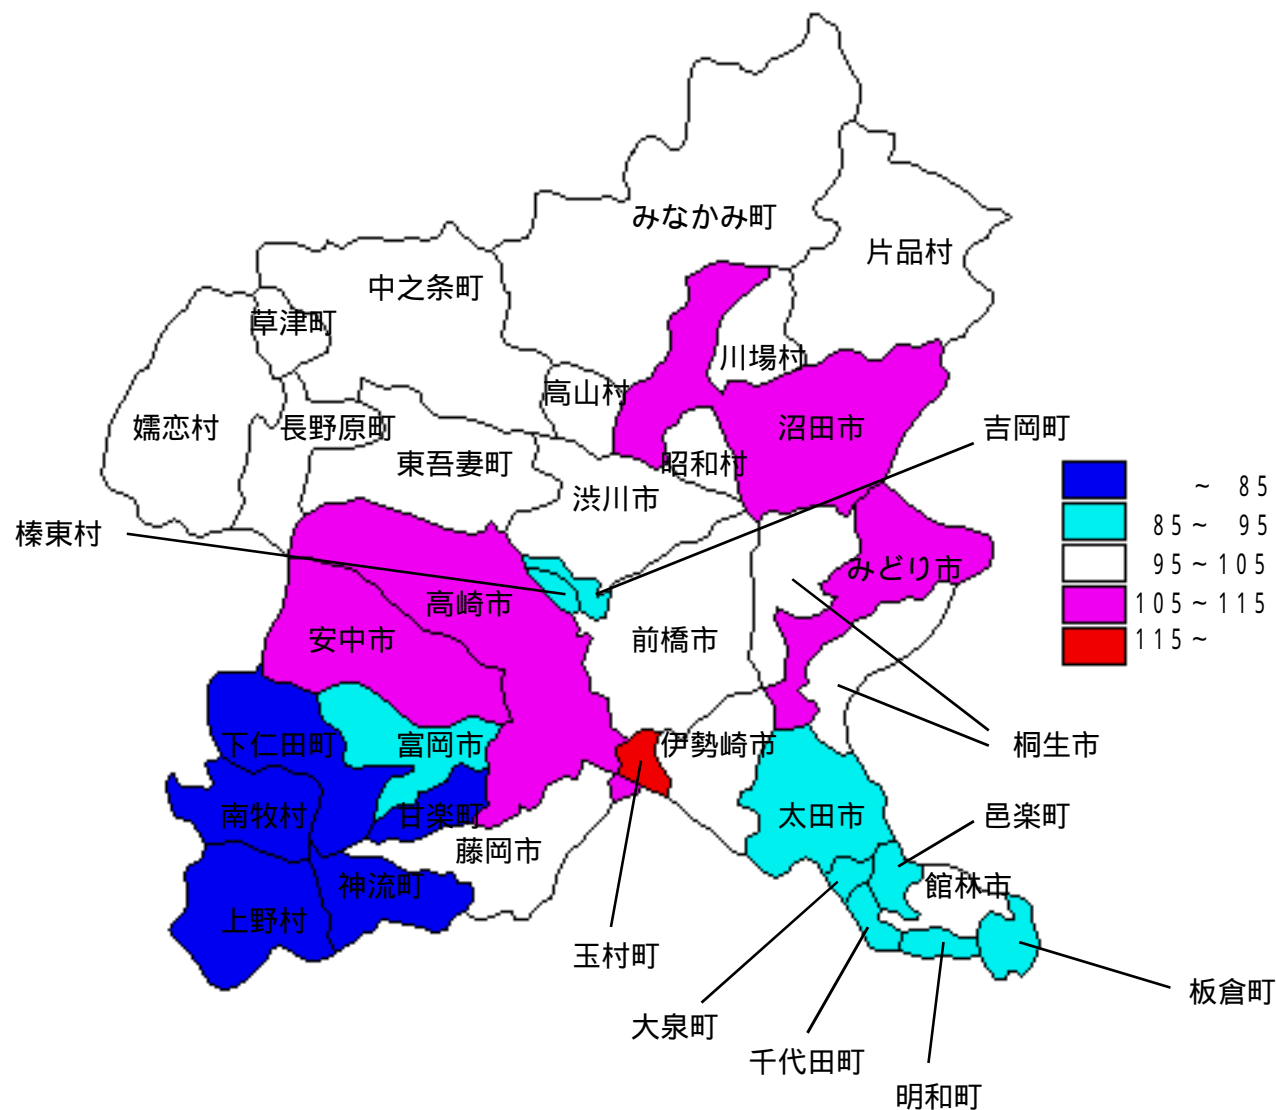 みなかみ町
片品村
中之条町
草津町
川場村
高山村
嬬恋村
長野原町
沼田市
吉岡町
東吾妻町
昭和村
渋川市
～ 85
85～ 95
95～105
105～115
115～
榛東村
みどり市
高崎市
安中市
前橋市
下仁田町
富岡市
伊勢崎市
桐生市
南牧村
甘楽町
太田市
邑楽町
藤岡市
神流町
館林市
上野村
玉村町
板倉町
大泉町
千代田町
明和町